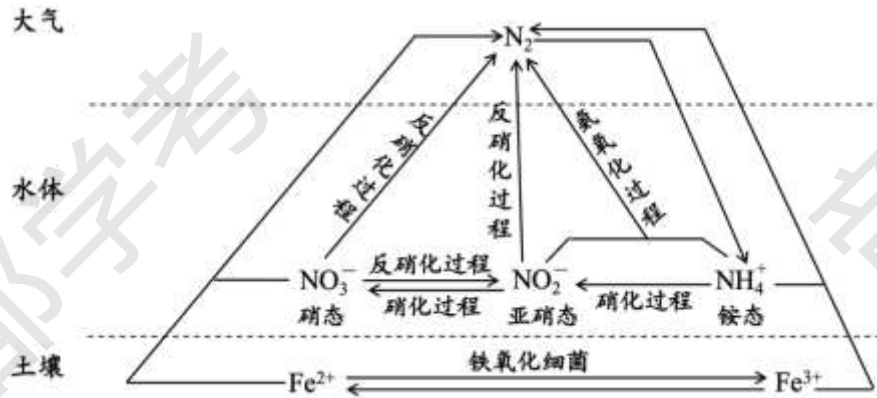 大气
N₂
反硝化过程
反硝化过程
氨氧化过程
水体
NO₃⁻ 反硝化过程 NO₂⁻ NH₄⁺
硝化过程 硝化过程
硝态 亚硝态 铵态
土壤
铁氧化细菌
Fe²⁺ Fe³⁺